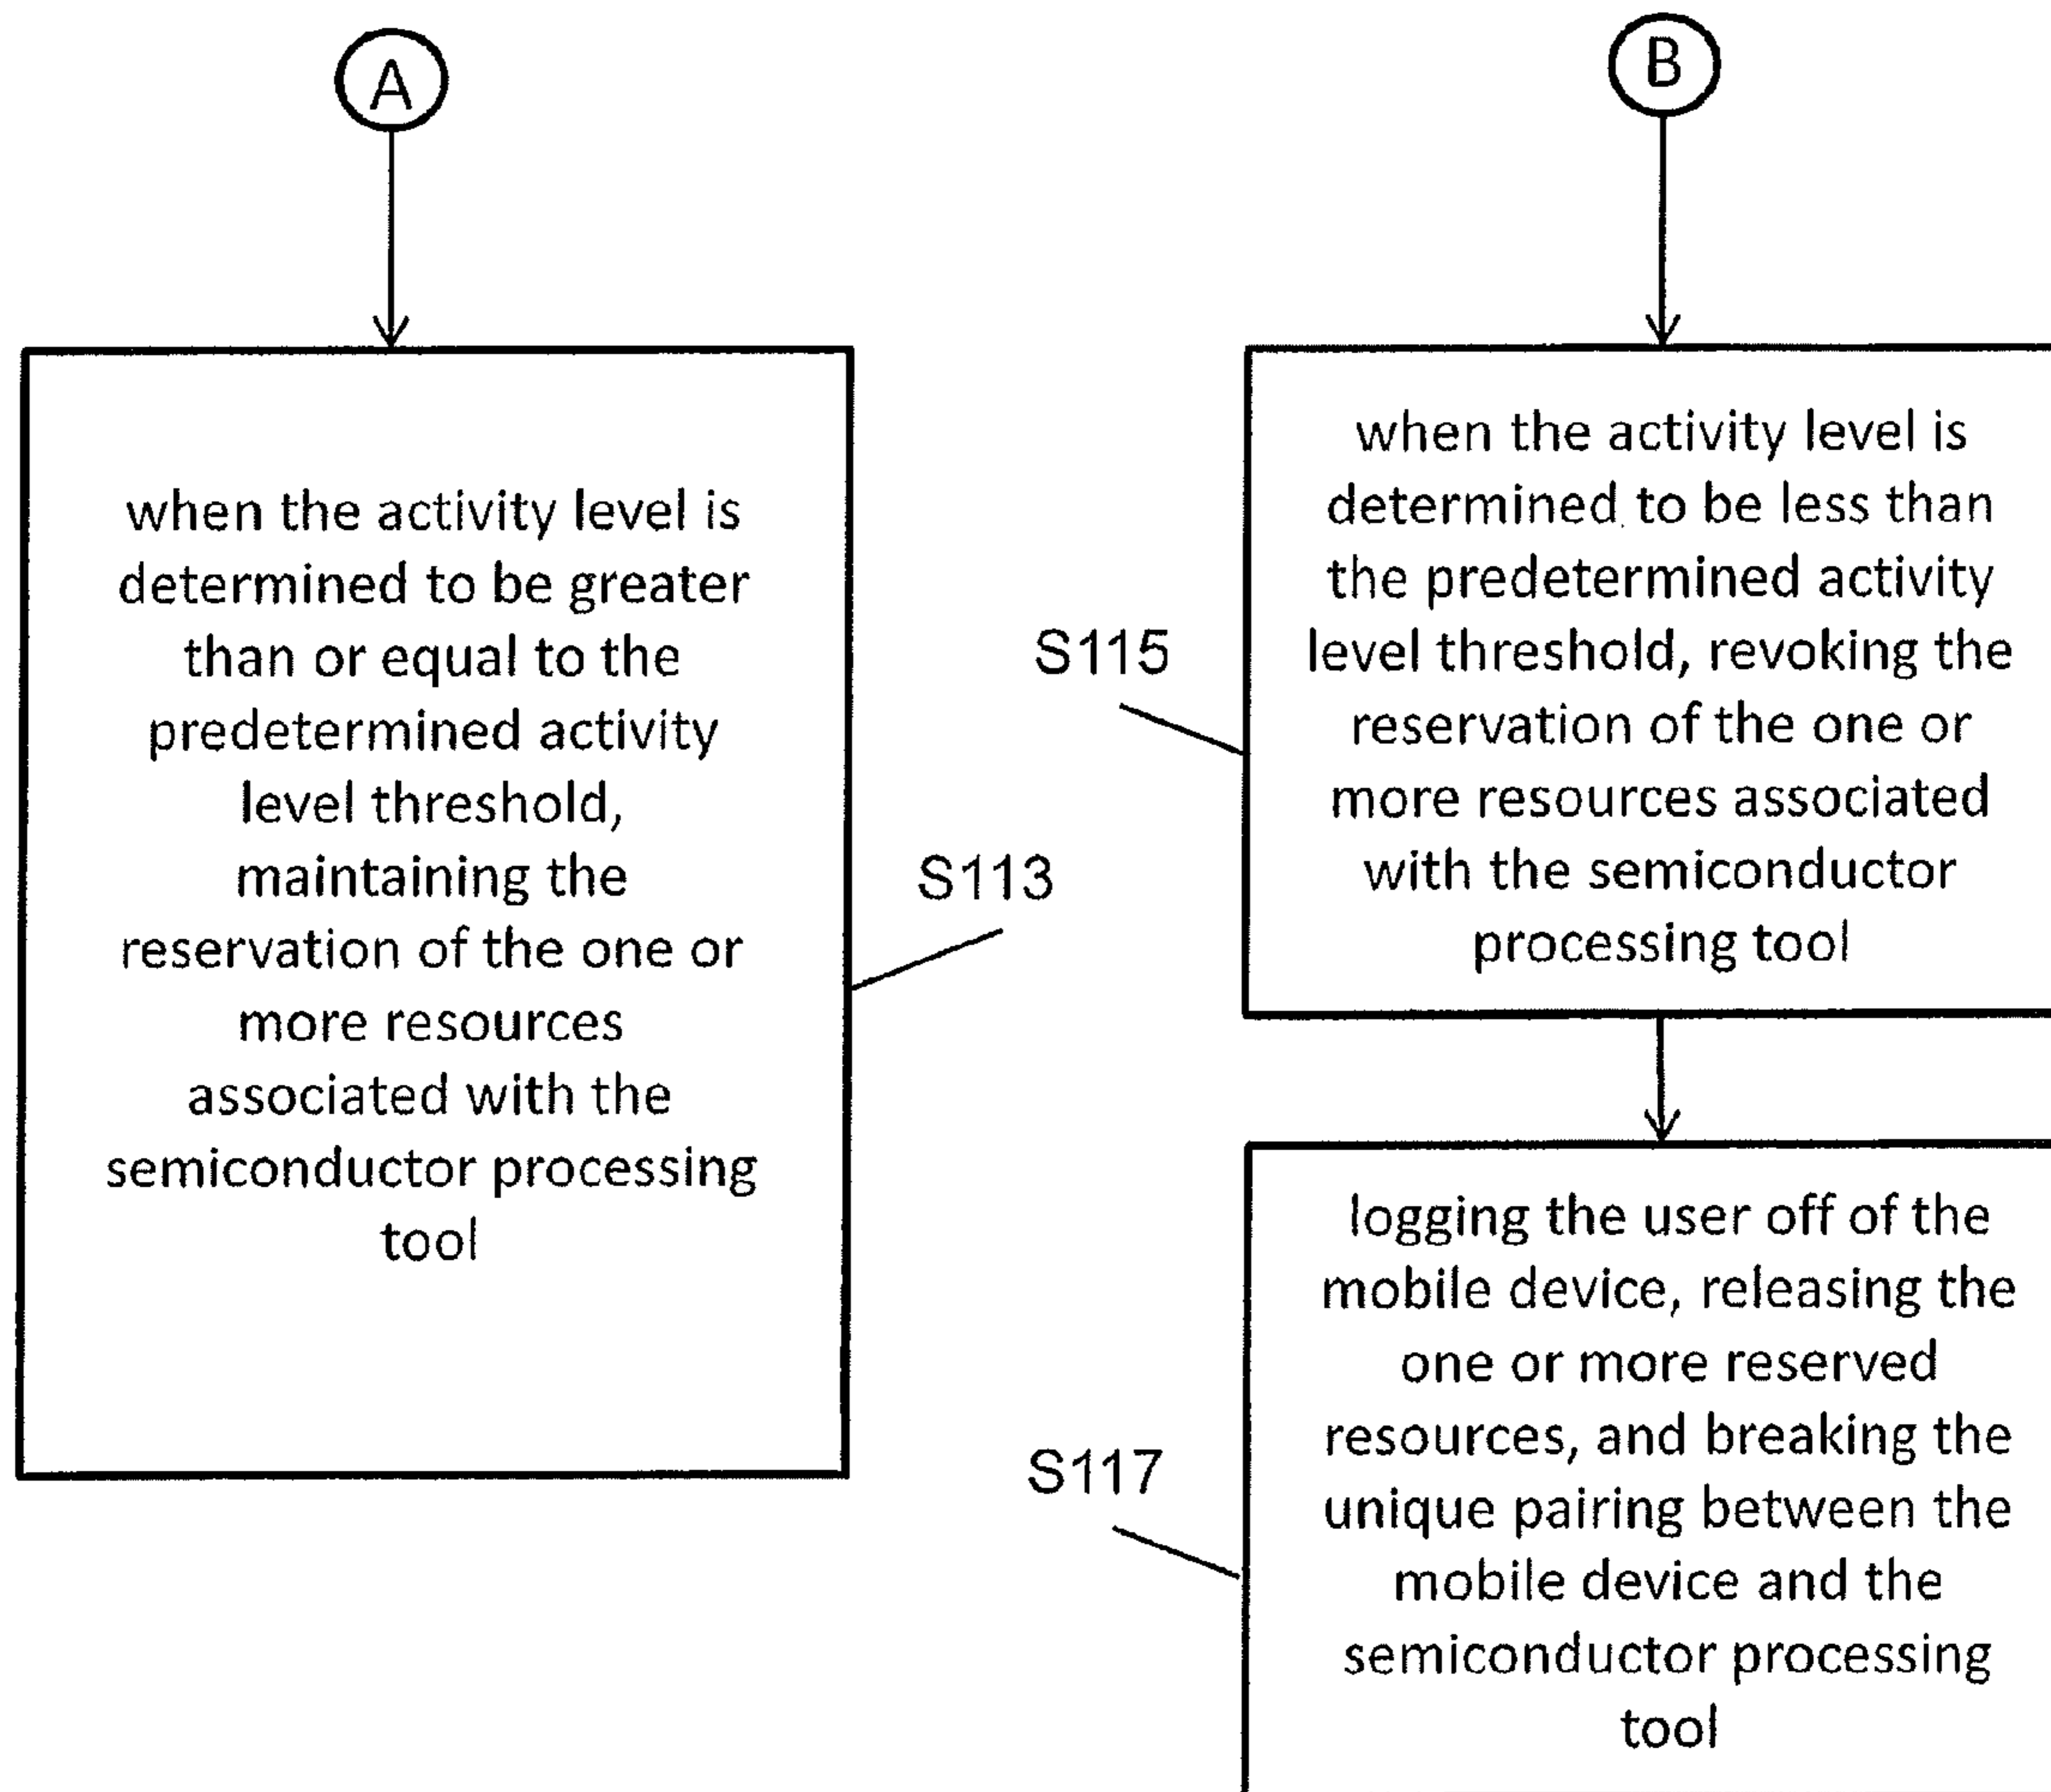 A
when the activity level is
determined to be greater
than or equal to the
predetermined activity
level threshold,
maintaining the
reservation of the one or
more resources
associated with the
semiconductor processing
tool
S113
B
when the activity level is
determined to be less than
the predetermined activity
level threshold, revoking the
reservation of the one or
more resources associated
with the semiconductor
processing tool
S115
logging the user off of the
mobile device, releasing the
one or more reserved
resources, and breaking the
unique pairing between the
mobile device and the
semiconductor processing
tool
S117